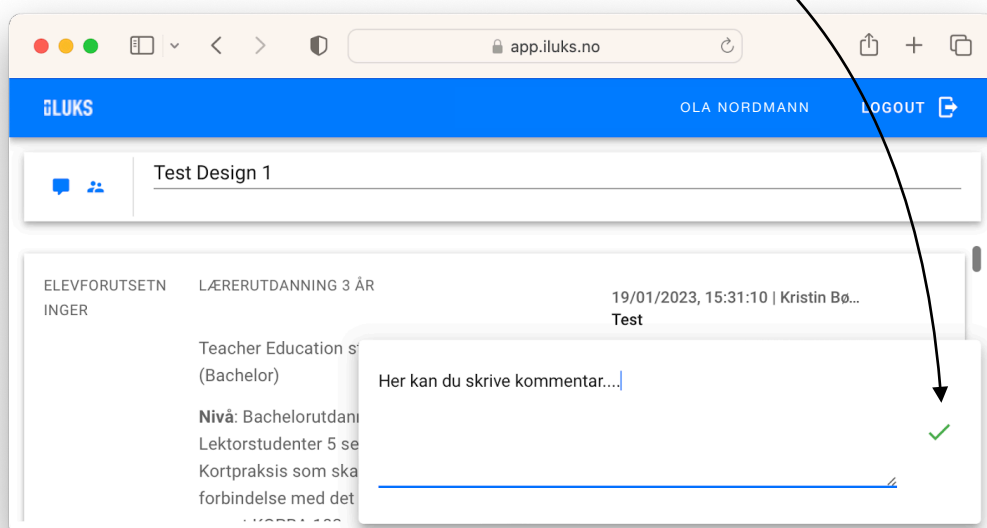 app.iluks.no
iLUKS
OLA NORDMANN
LOGOUT
Test Design 1
ELEVFORUTSETN
INGER
LÆRERUTDANNING 3 ÅR
19/01/2023, 15:31:10 | Kristin Bø...
Test
Teacher Education s
(Bachelor)
Nivå: Bachelorutdan
Lektorstudenter 5 se
Kortpraksis som ska
forbindelse med det
Her kan du skrive kommentar....